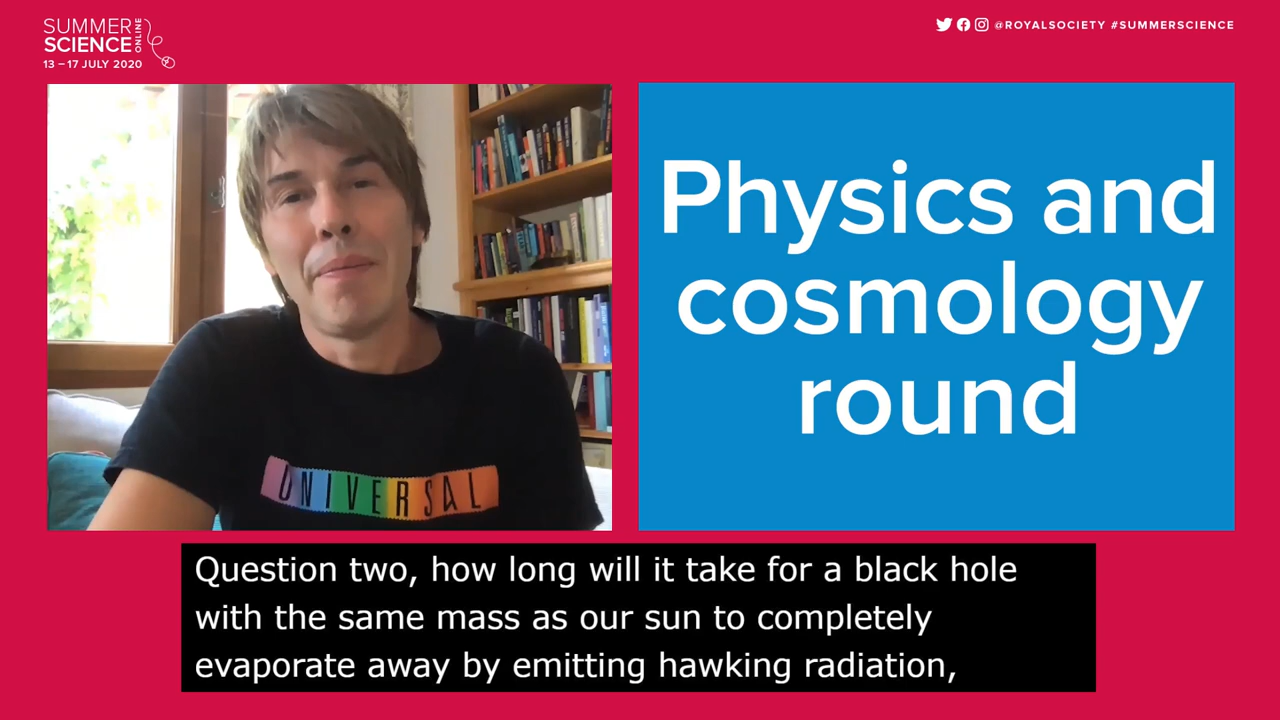 SUMMER
SCIENCE
ONLINE
13 – 17 JULY 2020
@ROYALSOCIETY #SUMMERSCIENCE
UNIVERSAL
Physics and
cosmology
round
Question two, how long will it take for a black hole
with the same mass as our sun to completely
evaporate away by emitting hawking radiation,